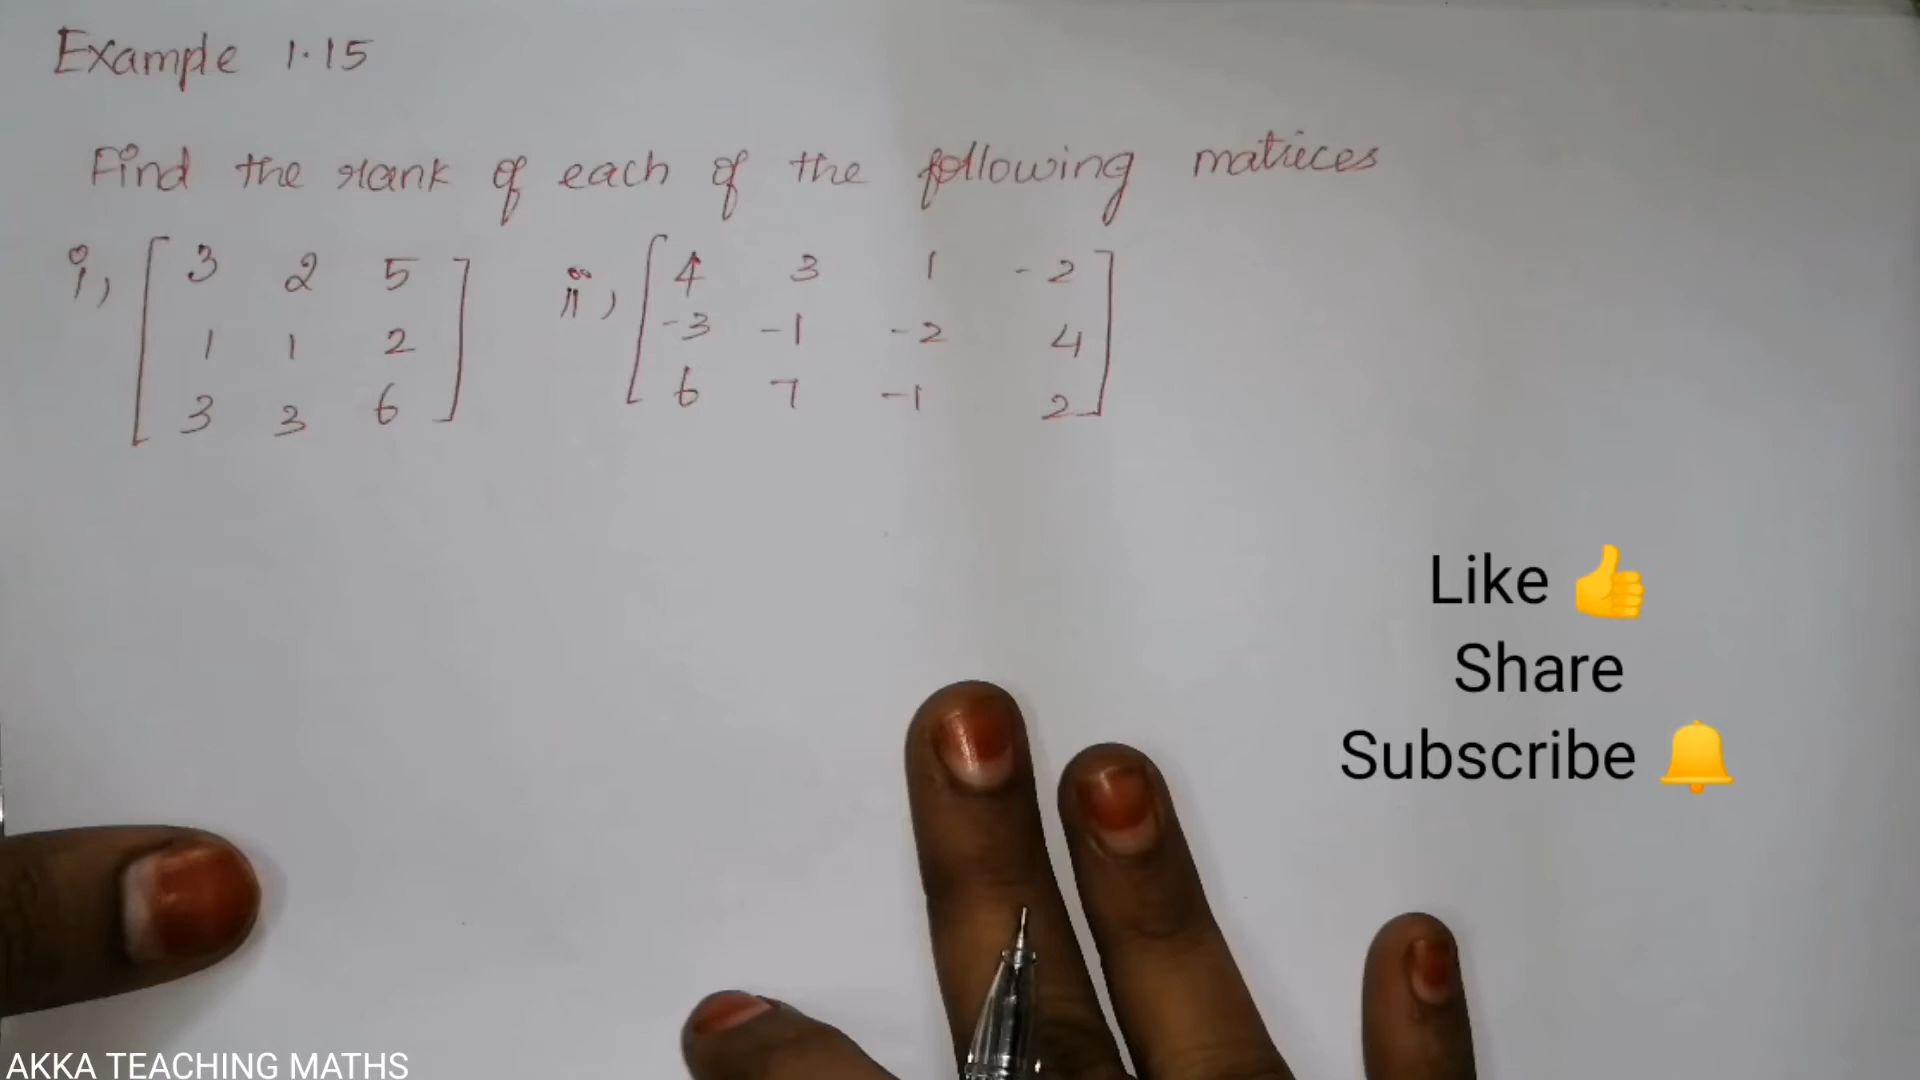 Example 1.15
Find the rank of each of the following matrices
i, [ 3 2 5 ] ii, [ 4 3 1 -2 ]
1 1 2 -3 -1 -2 4
3 3 6 6 7 -1 2
Like 👍
Share
Subscribe 🔔
AKKA TEACHING MATHS